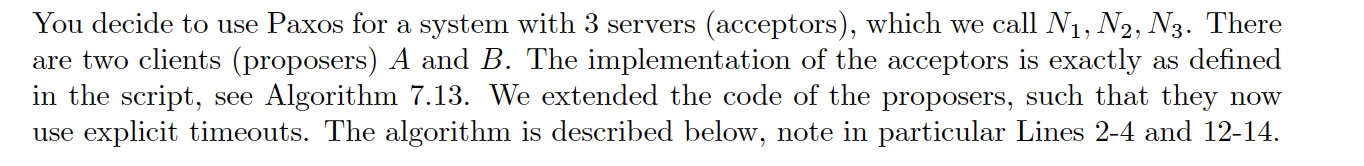 You decide to use Paxos for a system with 3 servers (acceptors), which we call N₁, N₂, N₃. There
are two clients (proposers) A and B. The implementation of the acceptors is exactly as defined
in the script, see Algorithm 7.13. We extended the code of the proposers, such that they now
use explicit timeouts. The algorithm is described below, note in particular Lines 2-4 and 12-14.